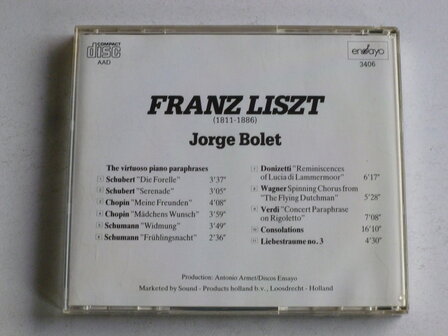 COMPACT
disc
AAD
ensayo
3406
FRANZ LISZT
(1811-1886)
Jorge Bolet
The virtuoso piano paraphrases
Schubert "Die Forelle" 3'37"
Schubert "Serenade" 3'05"
Chopin "Meine Freunden" 4'08"
Chopin "Mädchens Wunsch" 3'59"
Schumann "Widmung" 3'49"
Schumann "Frühlingsnacht" 2'36"
Donizetti "Reminiscences
of Lucia di Lammermoor" 6'17"
Wagner Spinning Chorus from
"The Flying Dutchman" 5'28"
Verdi "Concert Paraphrase
on Rigoletto" 7'08"
Consolations 16'10"
Liebestraume no. 3 4'30"
Production: Antonio Armet/Discos Ensayo
Marketed by Sound - Products holland b.v., Loosdrecht - Holland